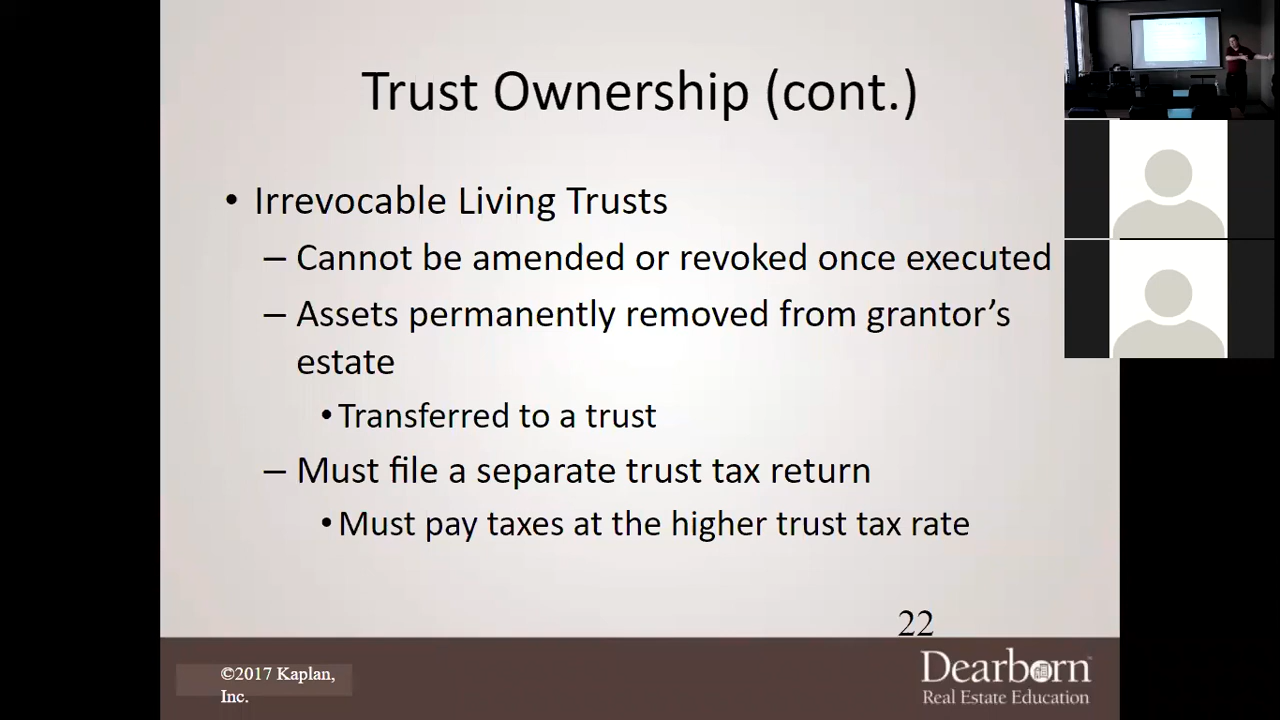 Trust Ownership (cont.)
• Irrevocable Living Trusts
– Cannot be amended or revoked once executed
– Assets permanently removed from grantor’s
estate
• Transferred to a trust
– Must file a separate trust tax return
• Must pay taxes at the higher trust tax rate
22
©2017 Kaplan,
Inc.
Dearborn™
Real Estate Education